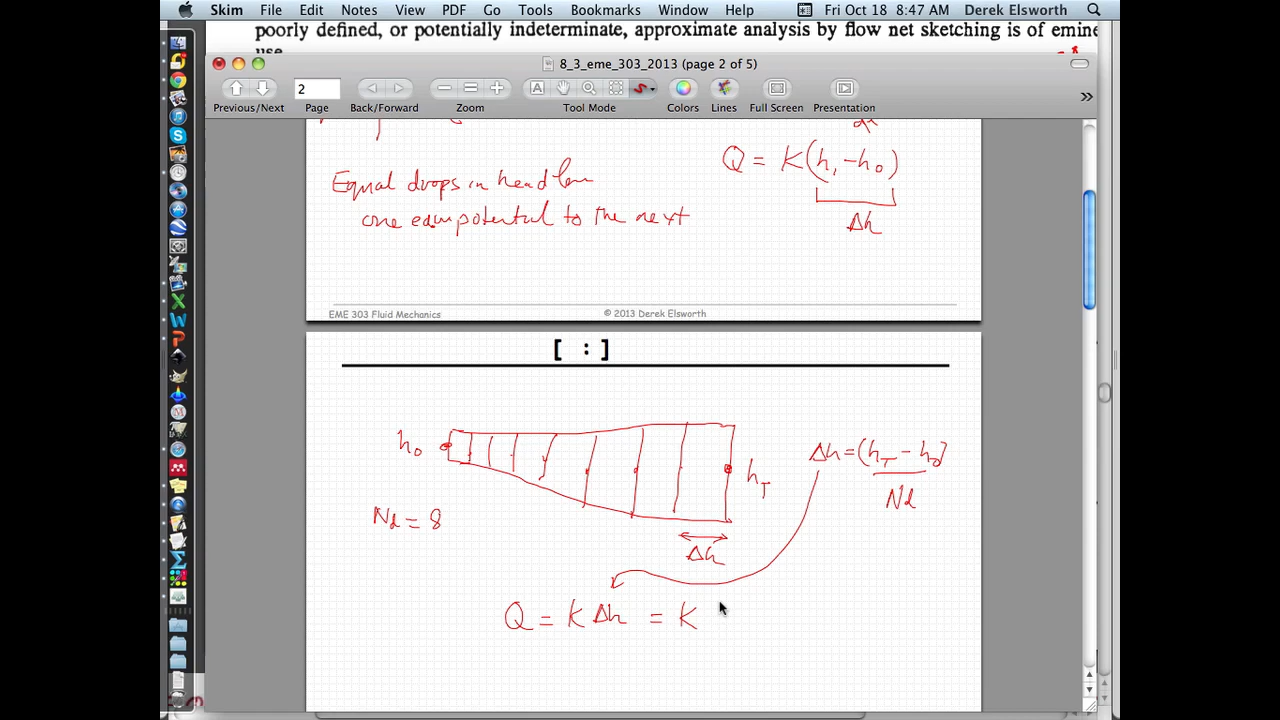 Skim File Edit Notes View PDF Go Tools Bookmarks Window Help Fri Oct 18 8:47 AM Derek Elsworth
poorly defined, or potentially indeterminate, approximate analysis by flow net sketching is of emine
use
8_3_eme_303_2013 (page 2 of 5)
2
Previous/Next Page Back/Forward Zoom Tool Mode Colors Lines Full Screen Presentation
Q = K(h₁-h₀)
Δh
Equal drops in head
one equipotential to the next
EME 303 Fluid Mechanics © 2013 Derek Elsworth
[ : ]
h₀
h_T
Δh = (h_T - h₀)
Nd
Nd = 8
Δh
Q = K Δh = K